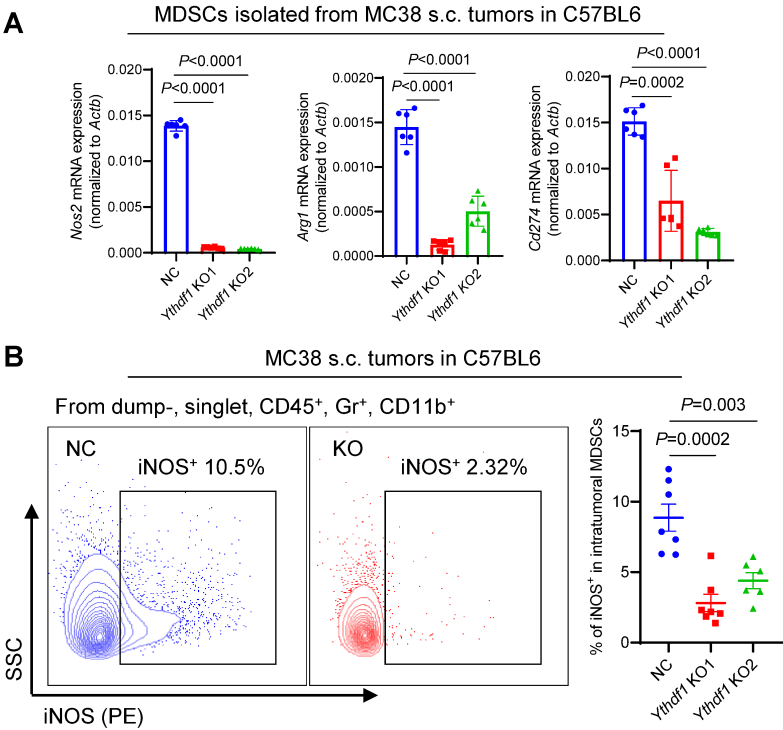 A
MDSCs isolated from MC38 s.c. tumors in C57BL6
Nos2 mRNA expression
(normalized to Actb)
0.020
0.015
0.010
0.005
0.000
P<0.0001
P<0.0001
NC
Ythdf1 KO1
Ythdf1 KO2
Arg1 mRNA expression
(normalized to Actb)
0.0020
0.0015
0.0010
0.0005
0.0000
P<0.0001
P<0.0001
NC
Ythdf1 KO1
Ythdf1 KO2
Cd274 mRNA expression
(normalized to Actb)
0.020
0.015
0.010
0.005
0.000
P<0.0001
P=0.0002
NC
Ythdf1 KO1
Ythdf1 KO2
B
MC38 s.c. tumors in C57BL6
From dump-, singlet, CD45⁺, Gr⁺, CD11b⁺
NC
iNOS⁺ 10.5%
KO
iNOS⁺ 2.32%
SSC
iNOS (PE)
% of iNOS⁺ in intratumoral MDSCs
15
10
5
0
P=0.003
P=0.0002
NC
Ythdf1 KO1
Ythdf1 KO2